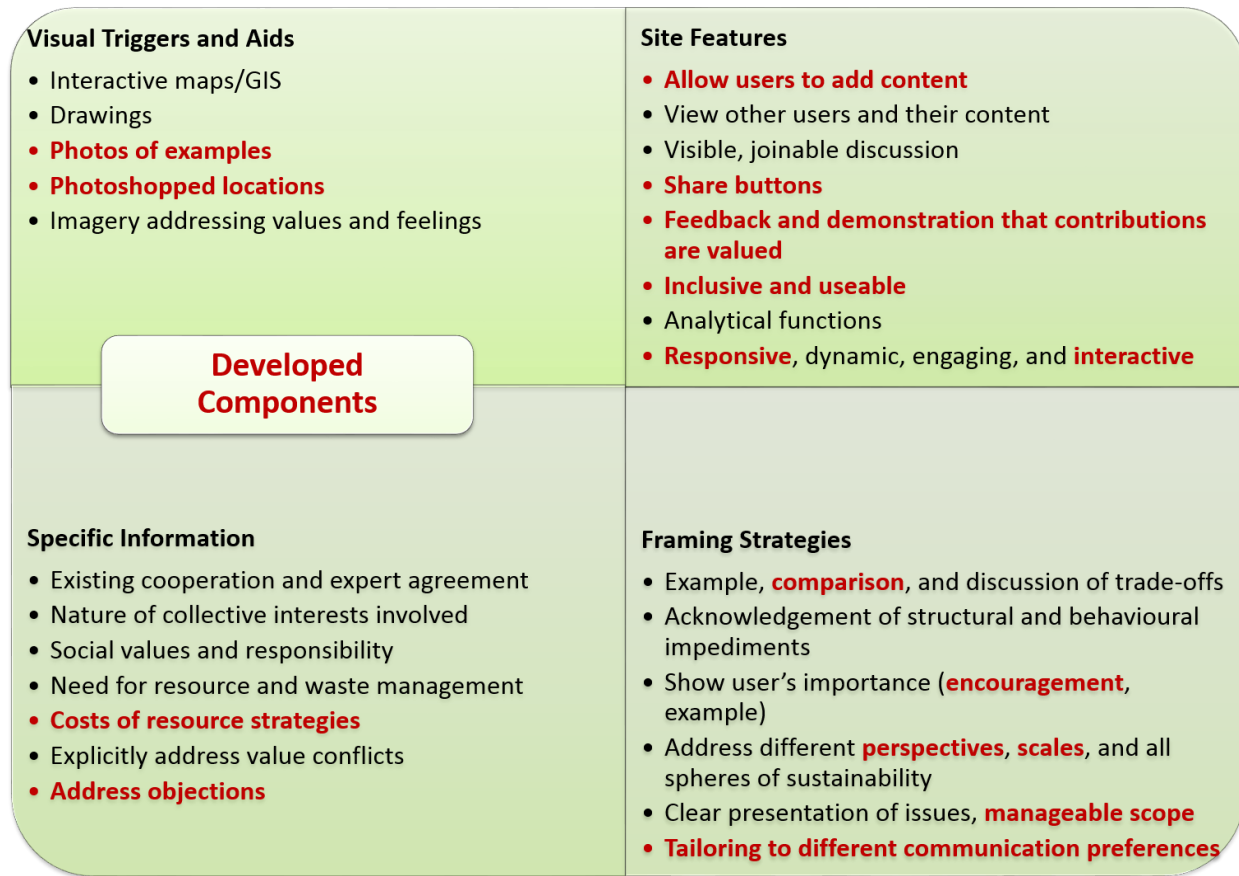 Visual Triggers and Aids
• Interactive maps/GIS
• Drawings
• Photos of examples
• Photoshopped locations
• Imagery addressing values and feelings
Site Features
• Allow users to add content
• View other users and their content
• Visible, joinable discussion
• Share buttons
• Feedback and demonstration that contributions
are valued
• Inclusive and useable
• Analytical functions
• Responsive, dynamic, engaging, and interactive
Developed
Components
Specific Information
• Existing cooperation and expert agreement
• Nature of collective interests involved
• Social values and responsibility
• Need for resource and waste management
• Costs of resource strategies
• Explicitly address value conflicts
• Address objections
Framing Strategies
• Example, comparison, and discussion of trade-offs
• Acknowledgement of structural and behavioural
impediments
• Show user’s importance (encouragement,
example)
• Address different perspectives, scales, and all
spheres of sustainability
• Clear presentation of issues, manageable scope
• Tailoring to different communication preferences